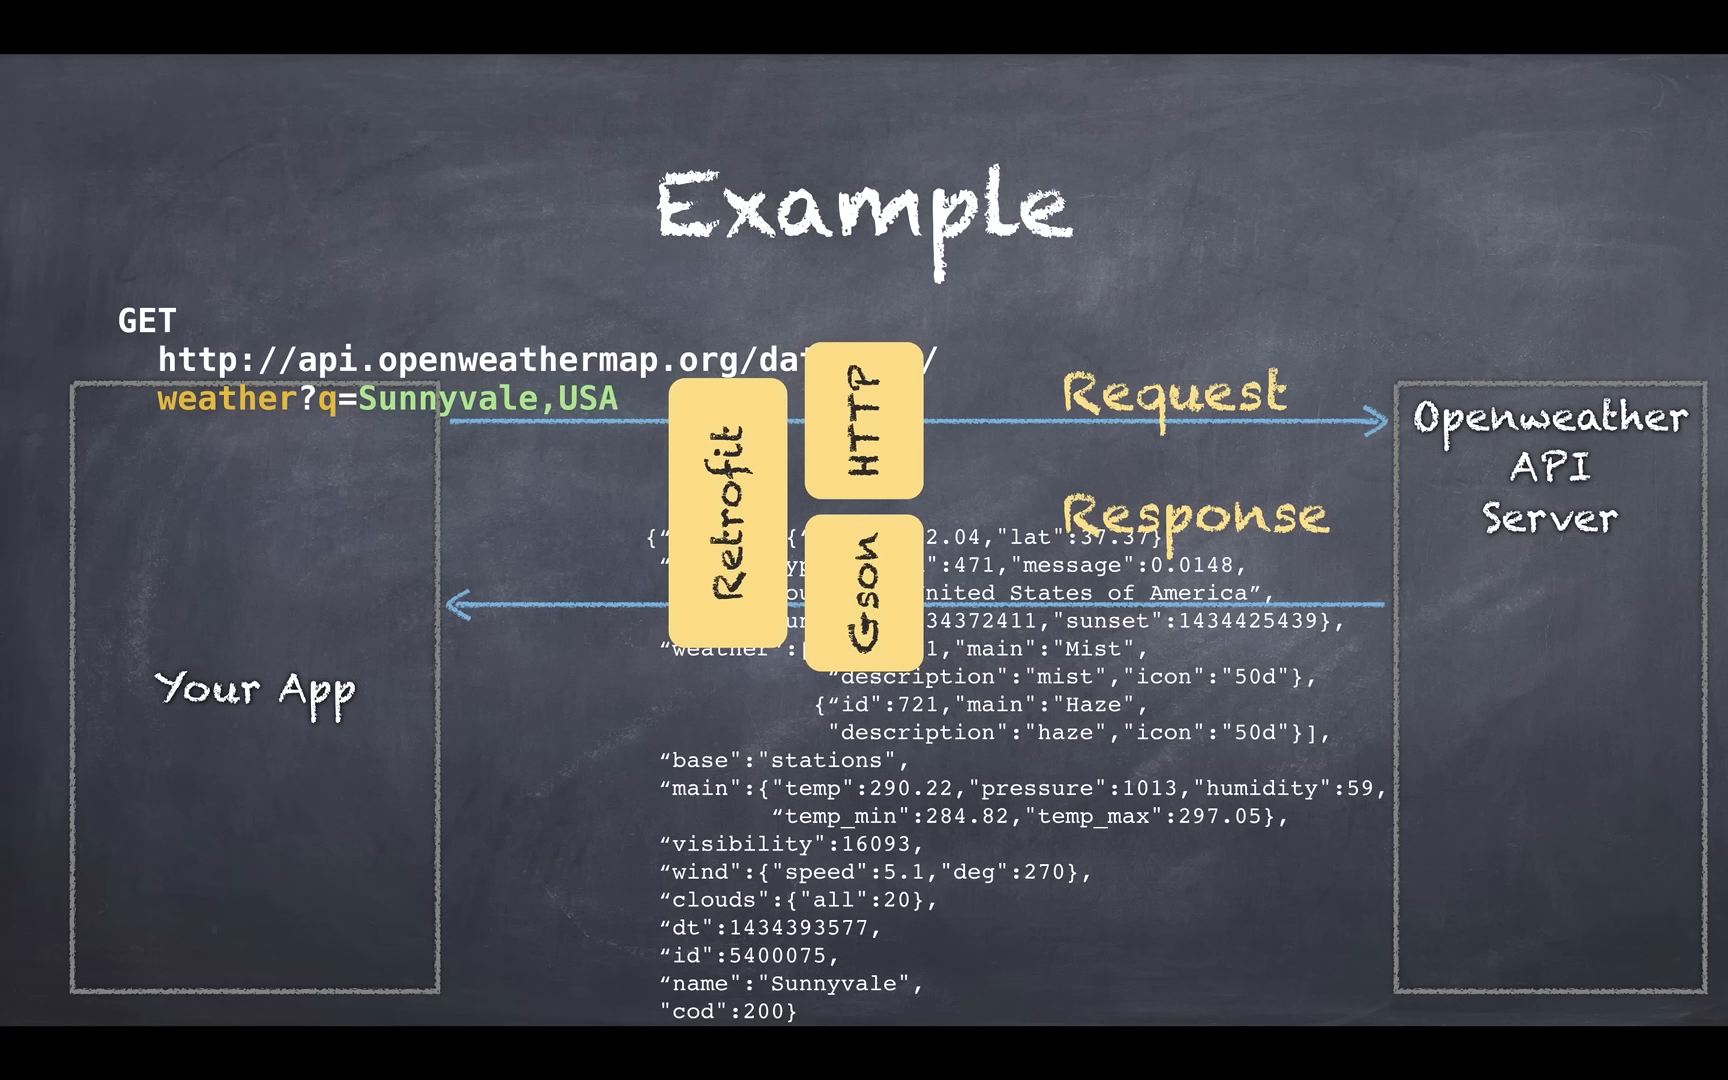 Example
GET
http://api.openweathermap.org/dat /
weather?q=Sunnyvale,USA
Retrofit
HTTP
Gson
Request
Response
Openweather
API
Server
Your App
{“ {“ 2.04,"lat":37.37}
“ :471,"message":0.0148,
nited States of America”,
34372411,"sunset":1434425439},
“weather":[ 1,"main":"Mist",
“description":"mist","icon":"50d"},
{“id":721,"main":"Haze",
"description":"haze","icon":"50d"}],
“base":"stations",
“main":{"temp":290.22,"pressure":1013,"humidity":59,
“temp_min":284.82,"temp_max":297.05},
“visibility":16093,
“wind":{"speed":5.1,"deg":270},
“clouds":{"all":20},
“dt":1434393577,
“id":5400075,
“name":"Sunnyvale",
"cod":200}